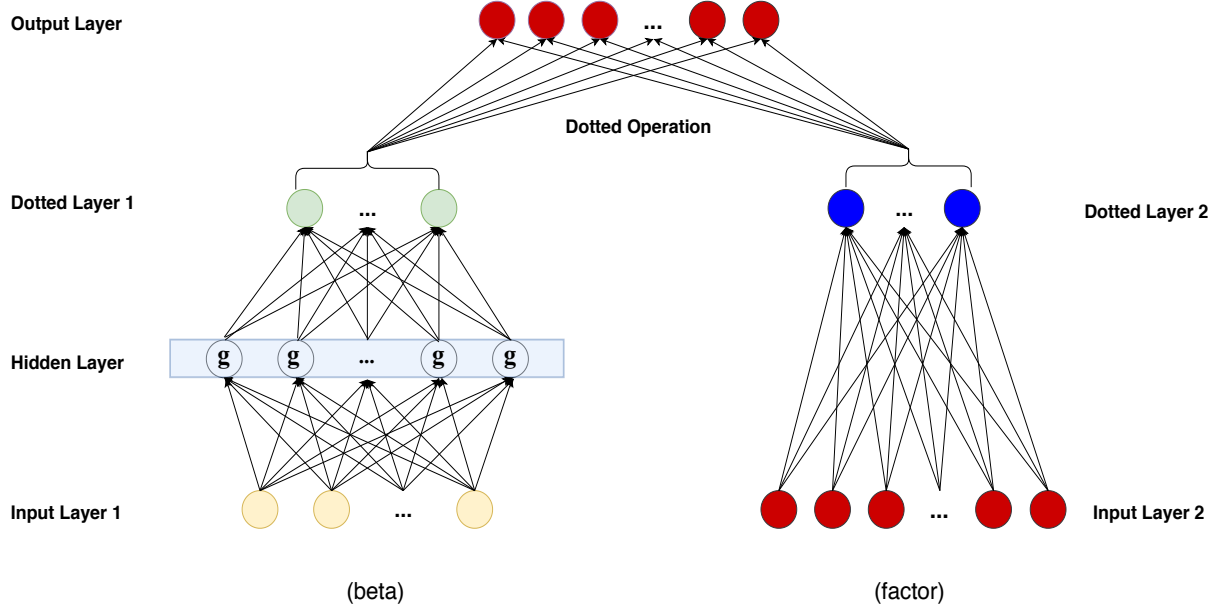 Output Layer
...
Dotted Operation
Dotted Layer 1
...
...
Dotted Layer 2
Hidden Layer
g
g
...
g
g
Input Layer 1
...
...
Input Layer 2
(beta)
(factor)